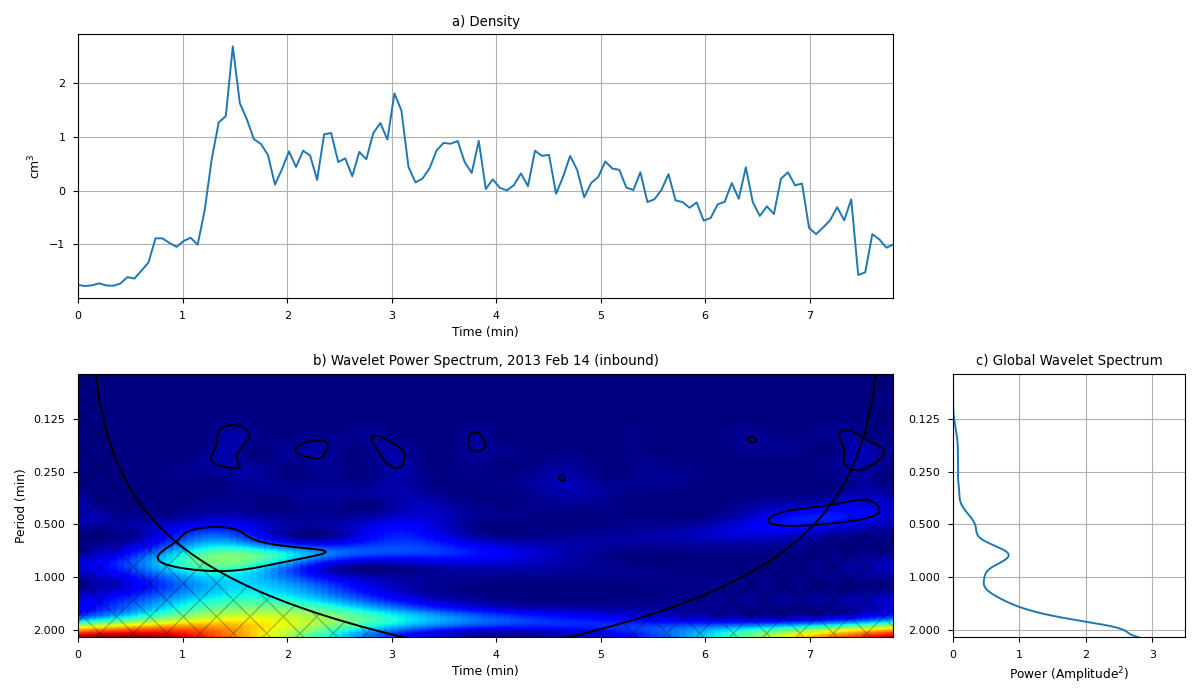 a) Density
cm³
2
1
0
−1
0 1 2 3 4 5 6 7
Time (min)
b) Wavelet Power Spectrum, 2013 Feb 14 (inbound)
Period (min)
0.125
0.250
0.500
1.000
2.000
0 1 2 3 4 5 6 7
Time (min)
c) Global Wavelet Spectrum
0.125
0.250
0.500
1.000
2.000
0 1 2 3
Power (Amplitude²)